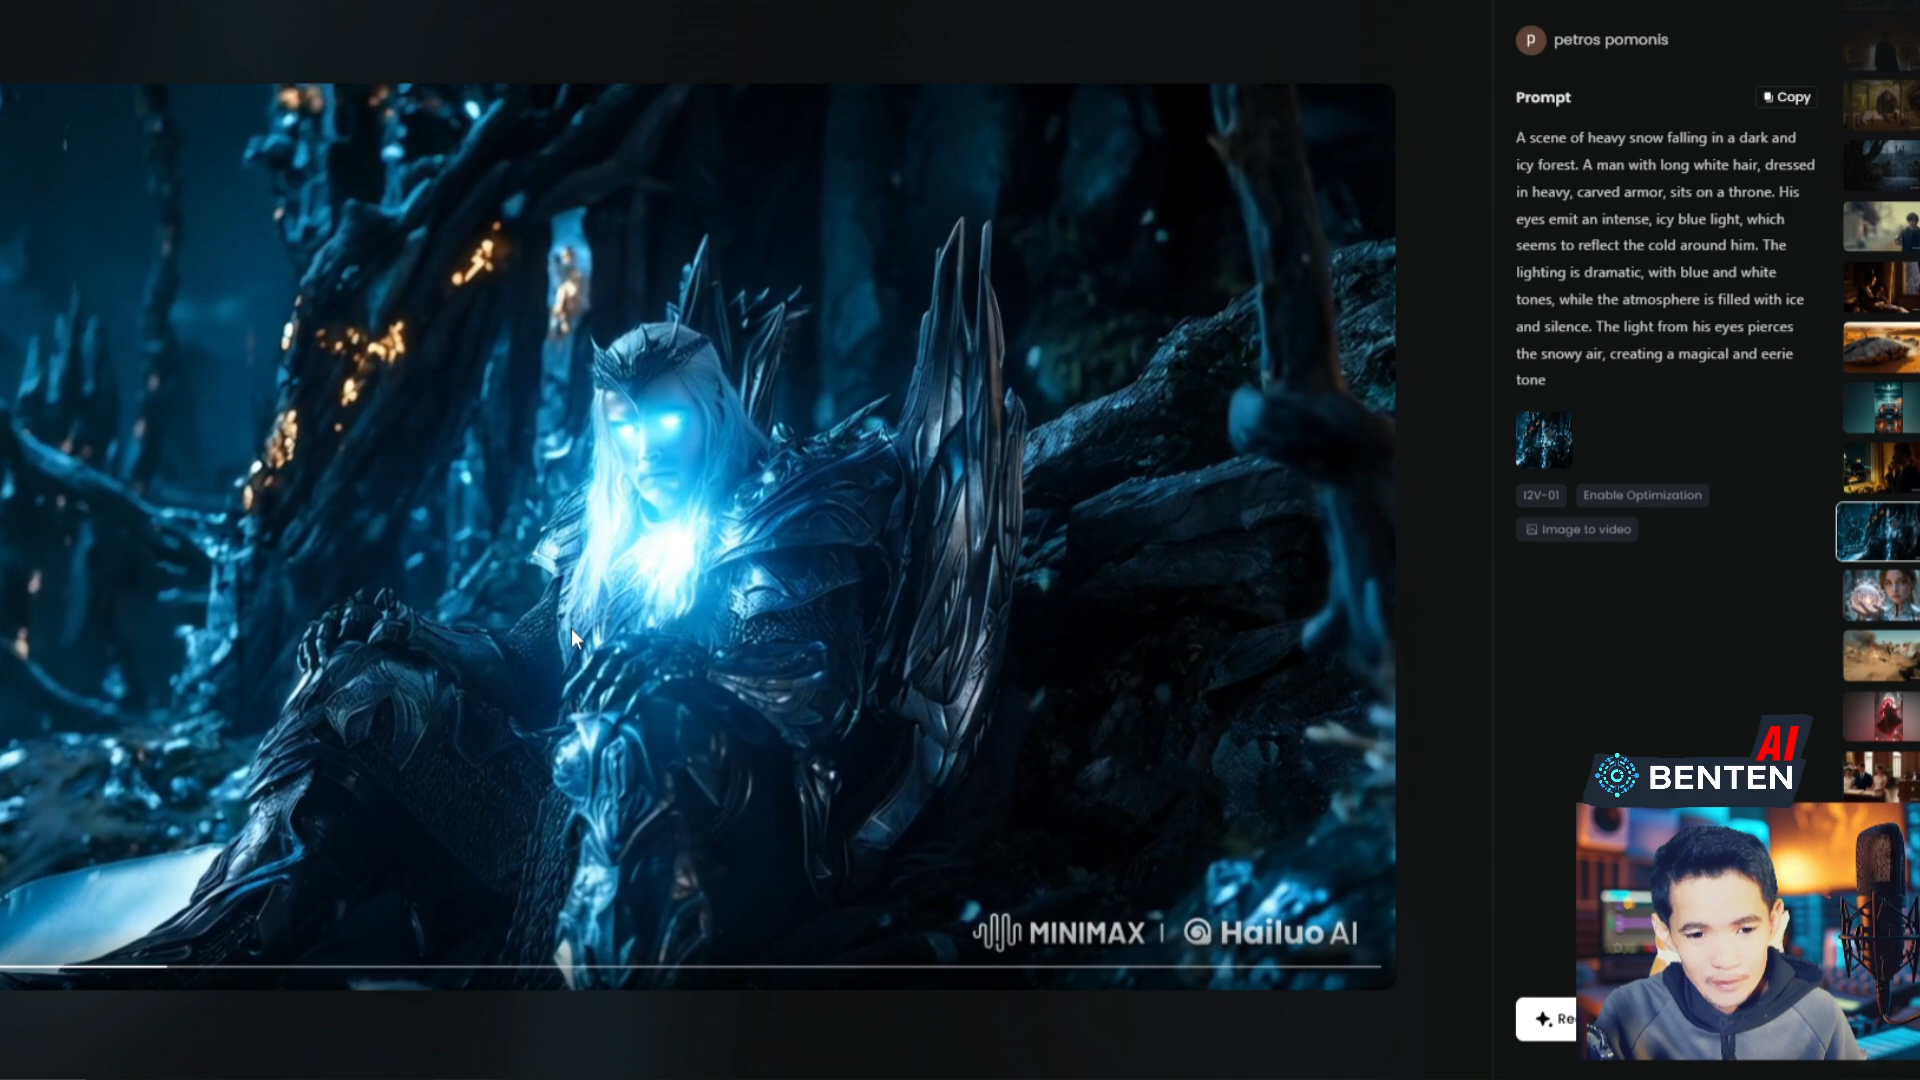 p petros pomonis
Prompt
Copy
A scene of heavy snow falling in a dark and
icy forest. A man with long white hair, dressed
in heavy, carved armor, sits on a throne. His
eyes emit an intense, icy blue light, which
seems to reflect the cold around him. The
lighting is dramatic, with blue and white
tones, while the atmosphere is filled with ice
and silence. The light from his eyes pierces
the snowy air, creating a magical and eerie
tone
I2V-01
Enable Optimization
Image to video
AI
BENTEN
MINIMAX | Hailuo AI
Re